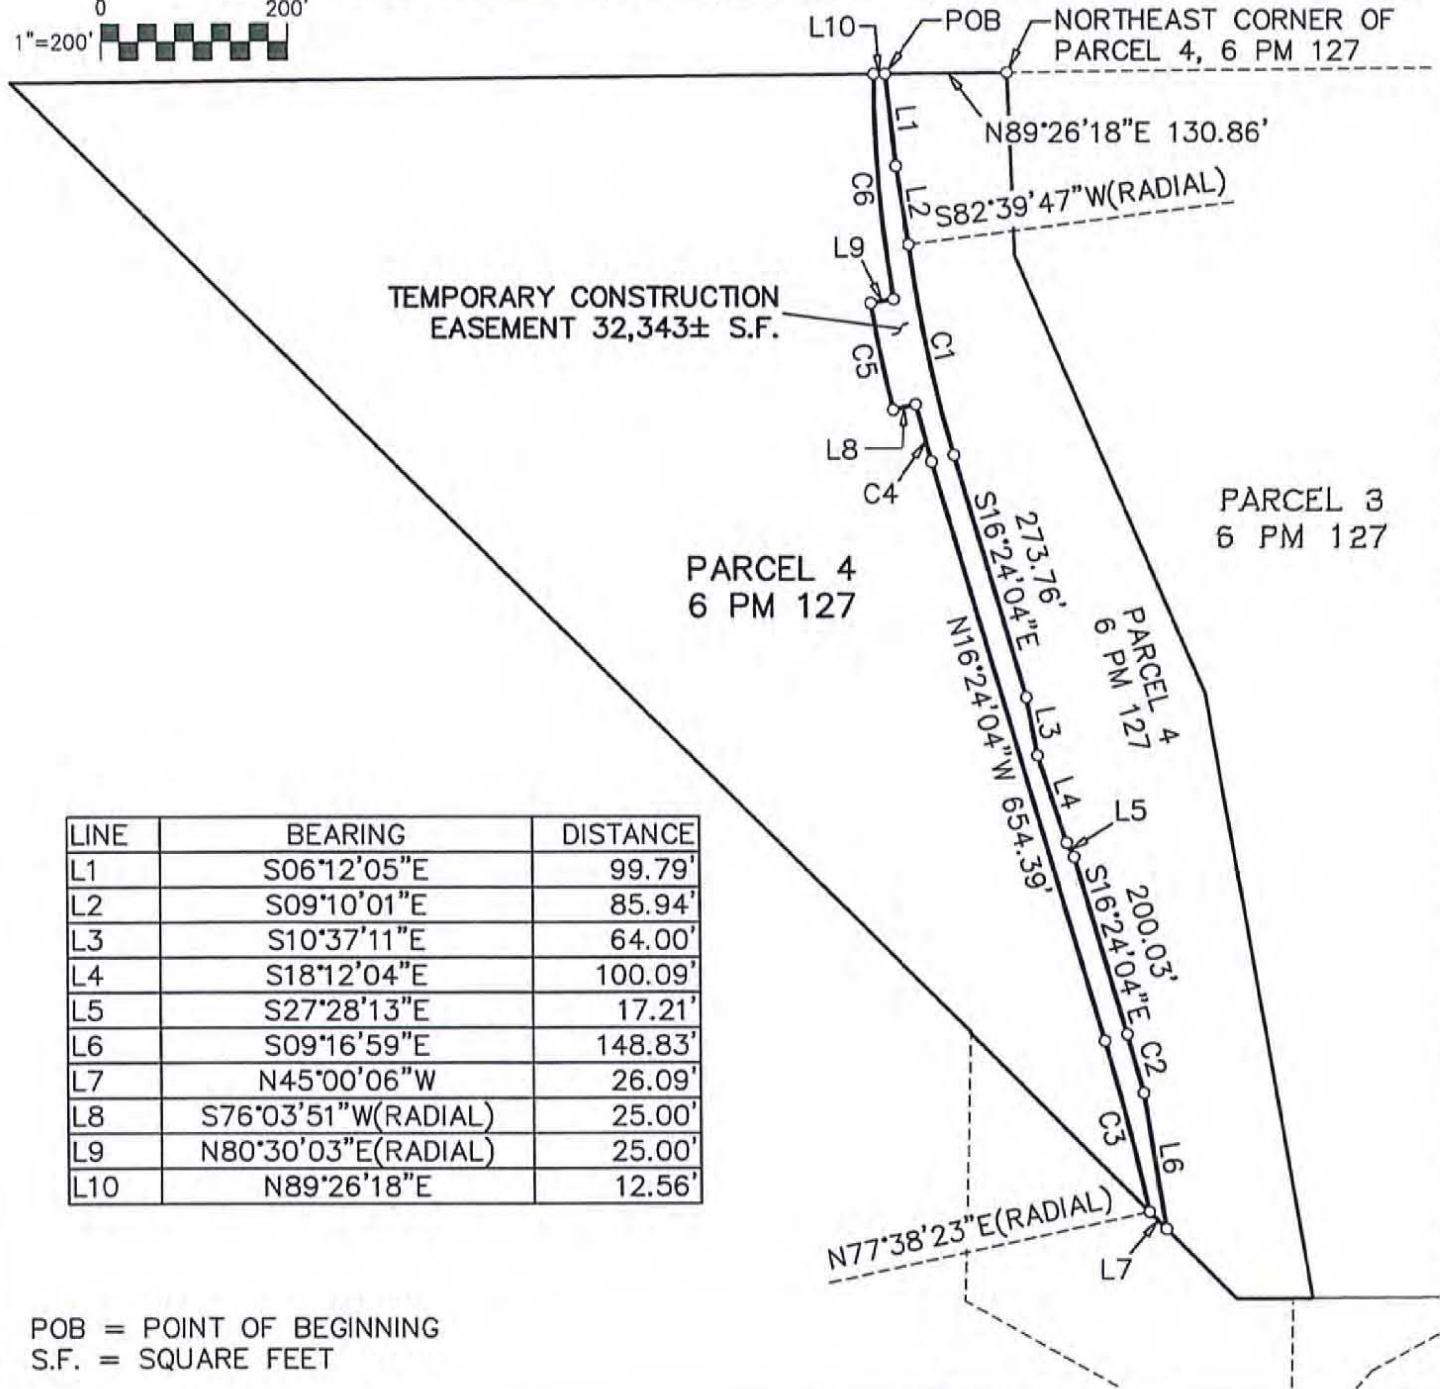 0 200'
1"=200'
L10
POB
NORTHEAST CORNER OF
PARCEL 4, 6 PM 127
L1
N89°26'18"E 130.86'
C6
L2
S82°39'47"W(RADIAL)
L9
TEMPORARY CONSTRUCTION
EASEMENT 32,343± S.F.
C1
C5
L8
C4
PARCEL 3
6 PM 127
273.76'
S16°24'04"E
PARCEL 4
6 PM 127
N16°24'04"W 654.39'
PARCEL 4
6 PM 127
L3
L4
L5
200.03'
S16°24'04"E
C2
C3
L6
N77°38'23"E(RADIAL)
L7
LINE BEARING DISTANCE
L1 S06°12'05"E 99.79'
L2 S09°10'01"E 85.94'
L3 S10°37'11"E 64.00'
L4 S18°12'04"E 100.09'
L5 S27°28'13"E 17.21'
L6 S09°16'59"E 148.83'
L7 N45°00'06"W 26.09'
L8 S76°03'51"W(RADIAL) 25.00'
L9 N80°30'03"E(RADIAL) 25.00'
L10 N89°26'18"E 12.56'
POB = POINT OF BEGINNING
S.F. = SQUARE FEET